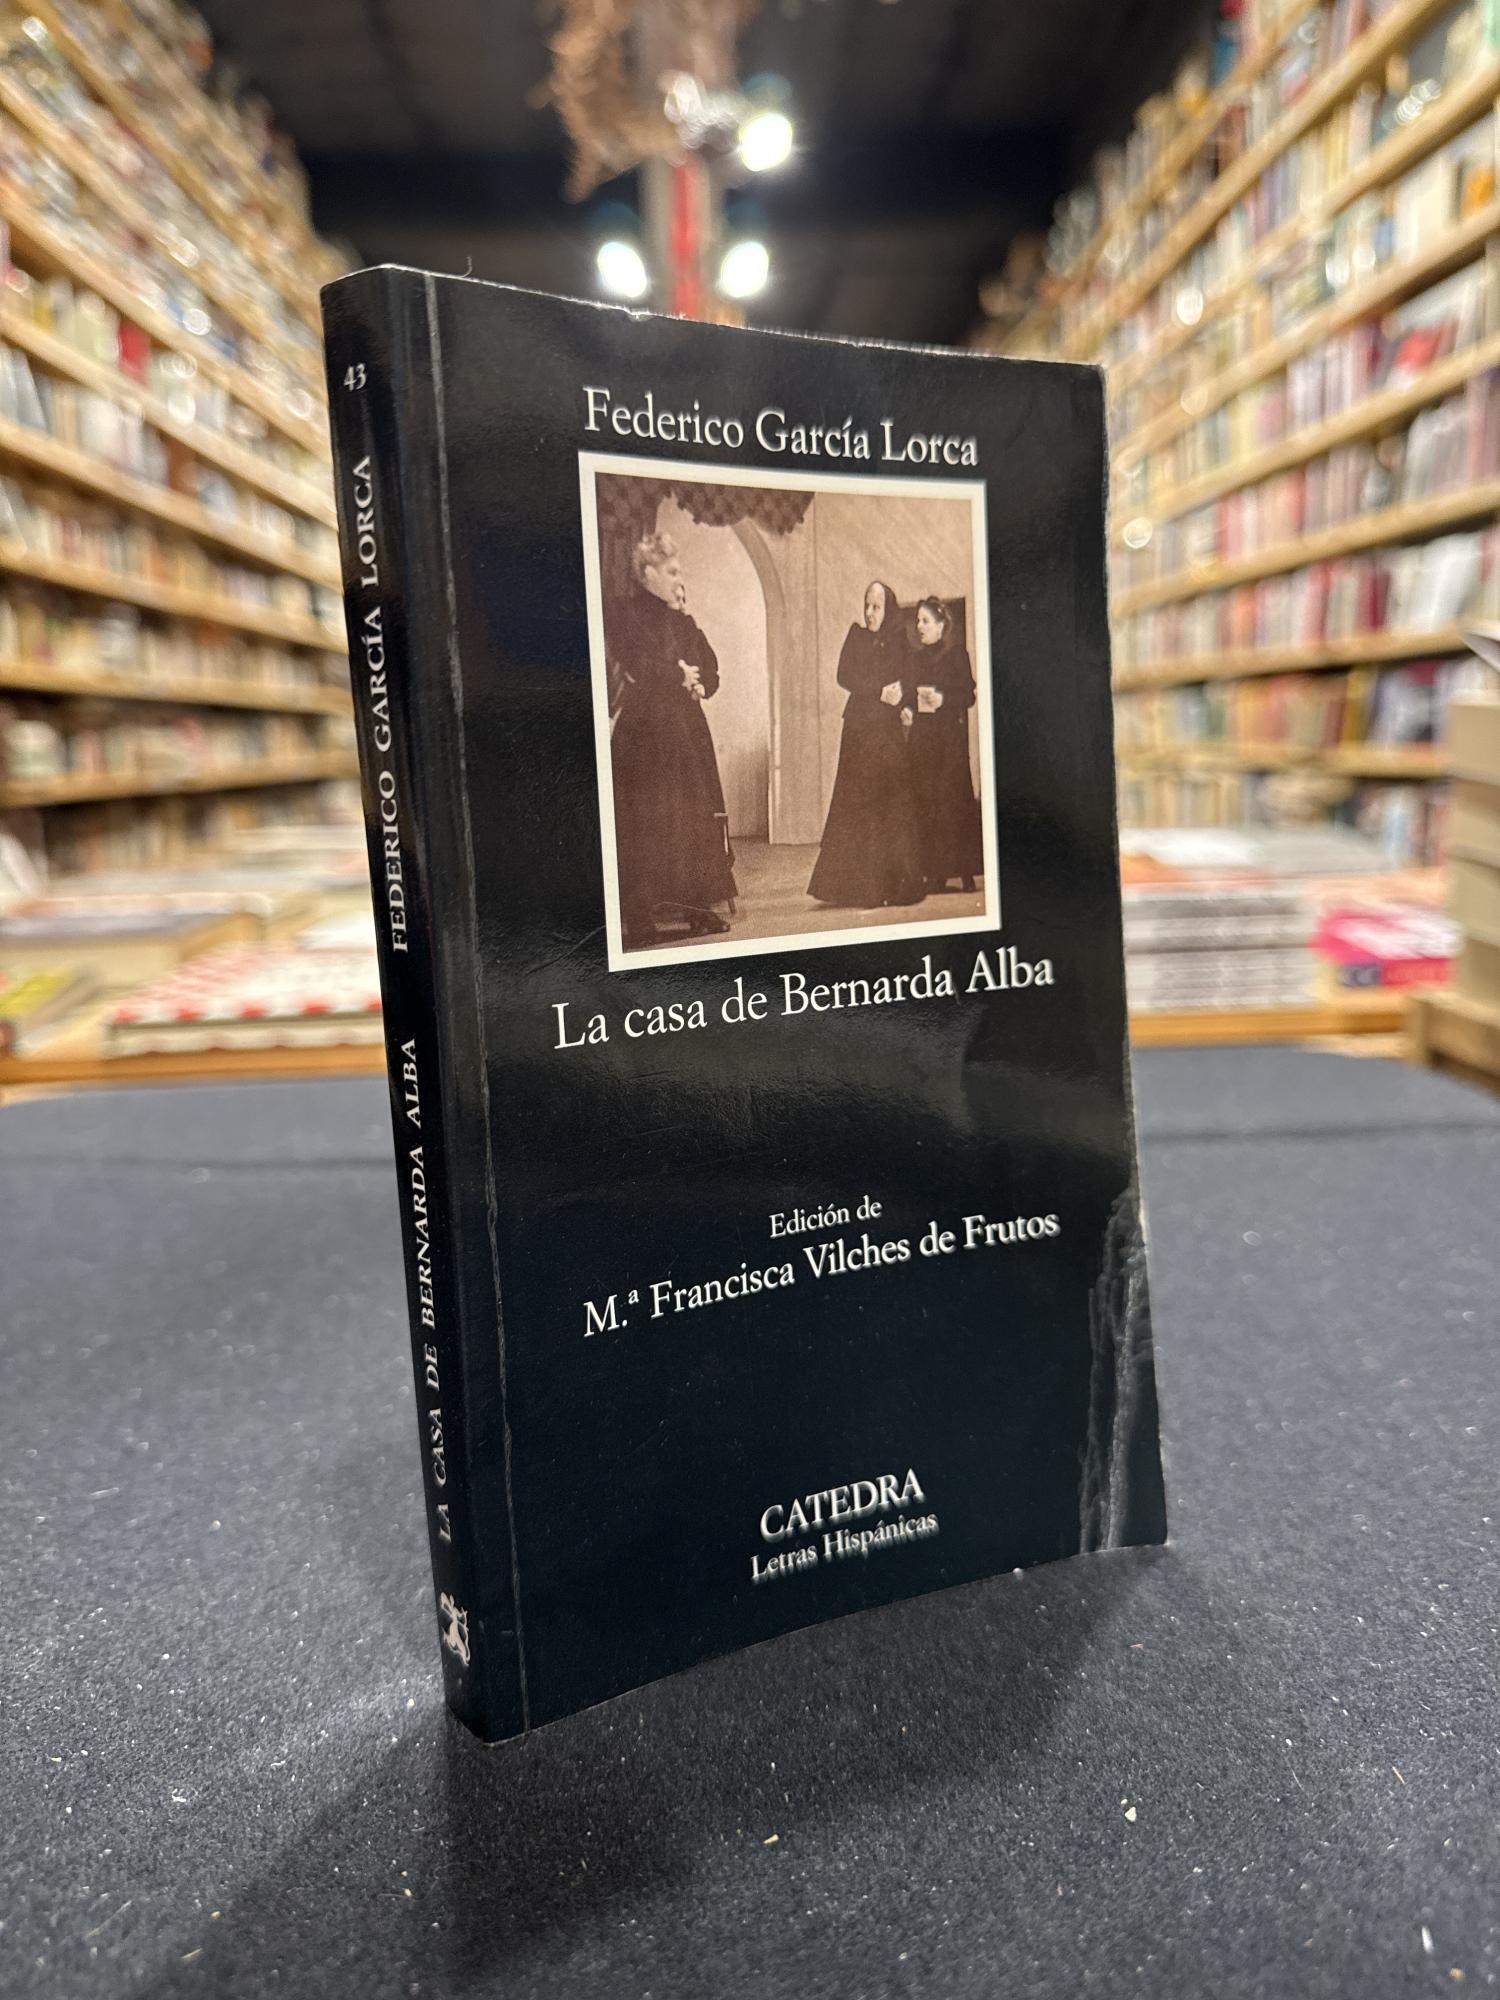 43
FEDERICO GARCÍA LORCA
LA CASA DE BERNARDA ALBA
Federico García Lorca
La casa de Bernarda Alba
Edición de
M.ª Francisca Vilches de Frutos
CATEDRA
Letras Hispánicas